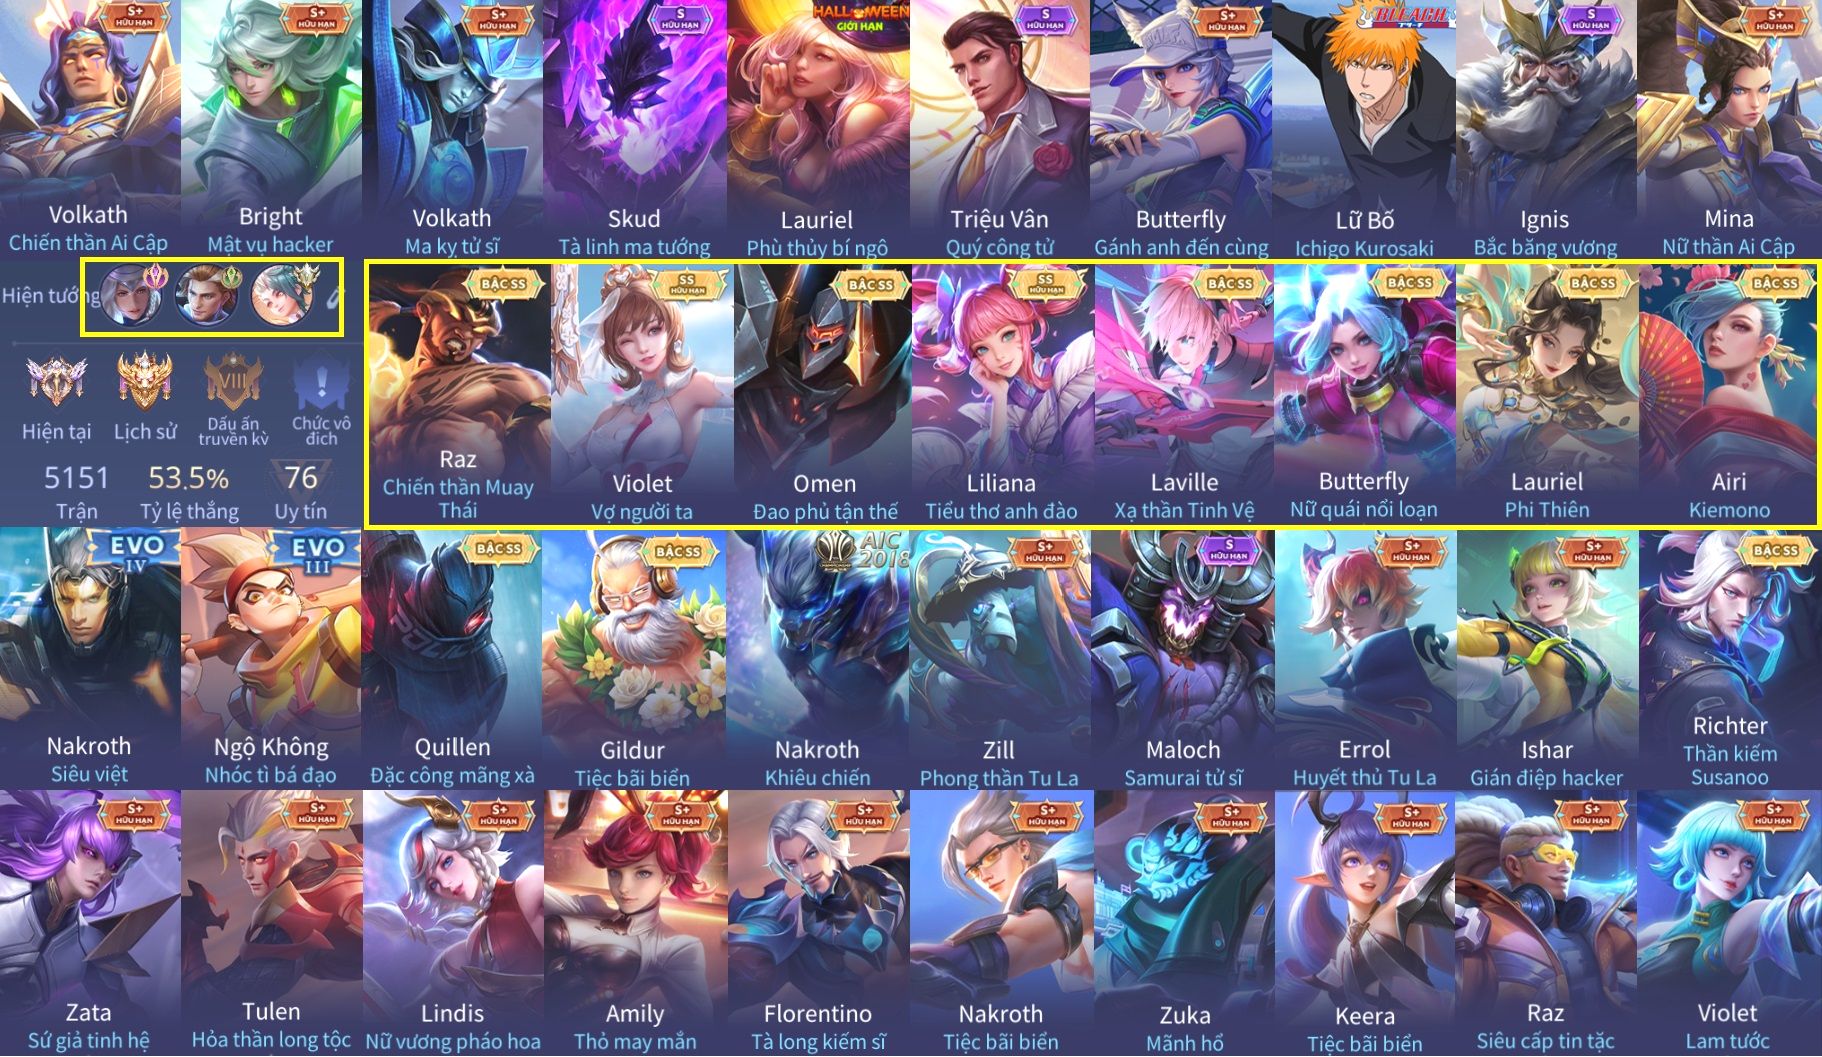 S+
HỮU HẠN
Volkath
Chiến thần Ai Cập
S+
HỮU HẠN
Bright
Mật vụ hacker
S+
HỮU HẠN
Volkath
Ma kỵ tử sĩ
S
HỮU HẠN
Skud
Tà linh ma tướng
HALLOWEEN
GIỚI HẠN
Lauriel
Phù thủy bí ngô
Triệu Vân
Quý công tử
S+
HỮU HẠN
Butterfly
Gánh anh đến cùng
BLEACH
Lữ Bố
Ichigo Kurosaki
S
HỮU HẠN
Ignis
Bắc băng vương
S+
HỮU HẠN
Mina
Nữ thần Ai Cập
Hiện tướng
Hiện tại
Lịch sử
VIII
Dấu ấn
truyền kỳ
Chức vô
địch
5151
Trận
53.5%
Tỷ lệ thắng
76
Uy tín
BẬC SS
Raz
Chiến thần Muay
Thái
SS
HỮU HẠN
Violet
Vợ người ta
BẬC SS
Omen
Đao phủ tận thế
SS
HỮU HẠN
Liliana
Tiểu thơ anh đào
BẬC SS
Laville
Xạ thần Tinh Vệ
BẬC SS
Butterfly
Nữ quái nổi loạn
BẬC SS
Lauriel
Phi Thiên
BẬC SS
Airi
Kiemono
EVO
IV
Nakroth
Siêu việt
EVO
III
Ngộ Không
Nhóc tì bá đạo
BẬC SS
POLICE
Quillen
Đặc công mãng xà
BẬC SS
Gildur
Tiệc bãi biển
AIC
2018
Nakroth
Khiêu chiến
S+
HỮU HẠN
Zill
Phong thần Tu La
S
HỮU HẠN
Maloch
Samurai tử sĩ
S+
HỮU HẠN
Errol
Huyết thủ Tu La
S+
HỮU HẠN
Ishar
Gián điệp hacker
BẬC SS
Richter
Thần kiếm
Susanoo
S+
HỮU HẠN
Zata
Sứ giả tinh hệ
S+
HỮU HẠN
Tulen
Hỏa thần long tộc
S+
HỮU HẠN
Lindis
Nữ vương pháo hoa
S+
HỮU HẠN
Amily
Thỏ may mắn
S+
HỮU HẠN
Florentino
Tà long kiếm sĩ
S+
HỮU HẠN
Nakroth
Tiệc bãi biển
S+
HỮU HẠN
Zuka
Mãnh hổ
S+
HỮU HẠN
Keera
Tiệc bãi biển
S+
HỮU HẠN
Raz
Siêu cấp tin tặc
S+
HỮU HẠN
Violet
Lam tước